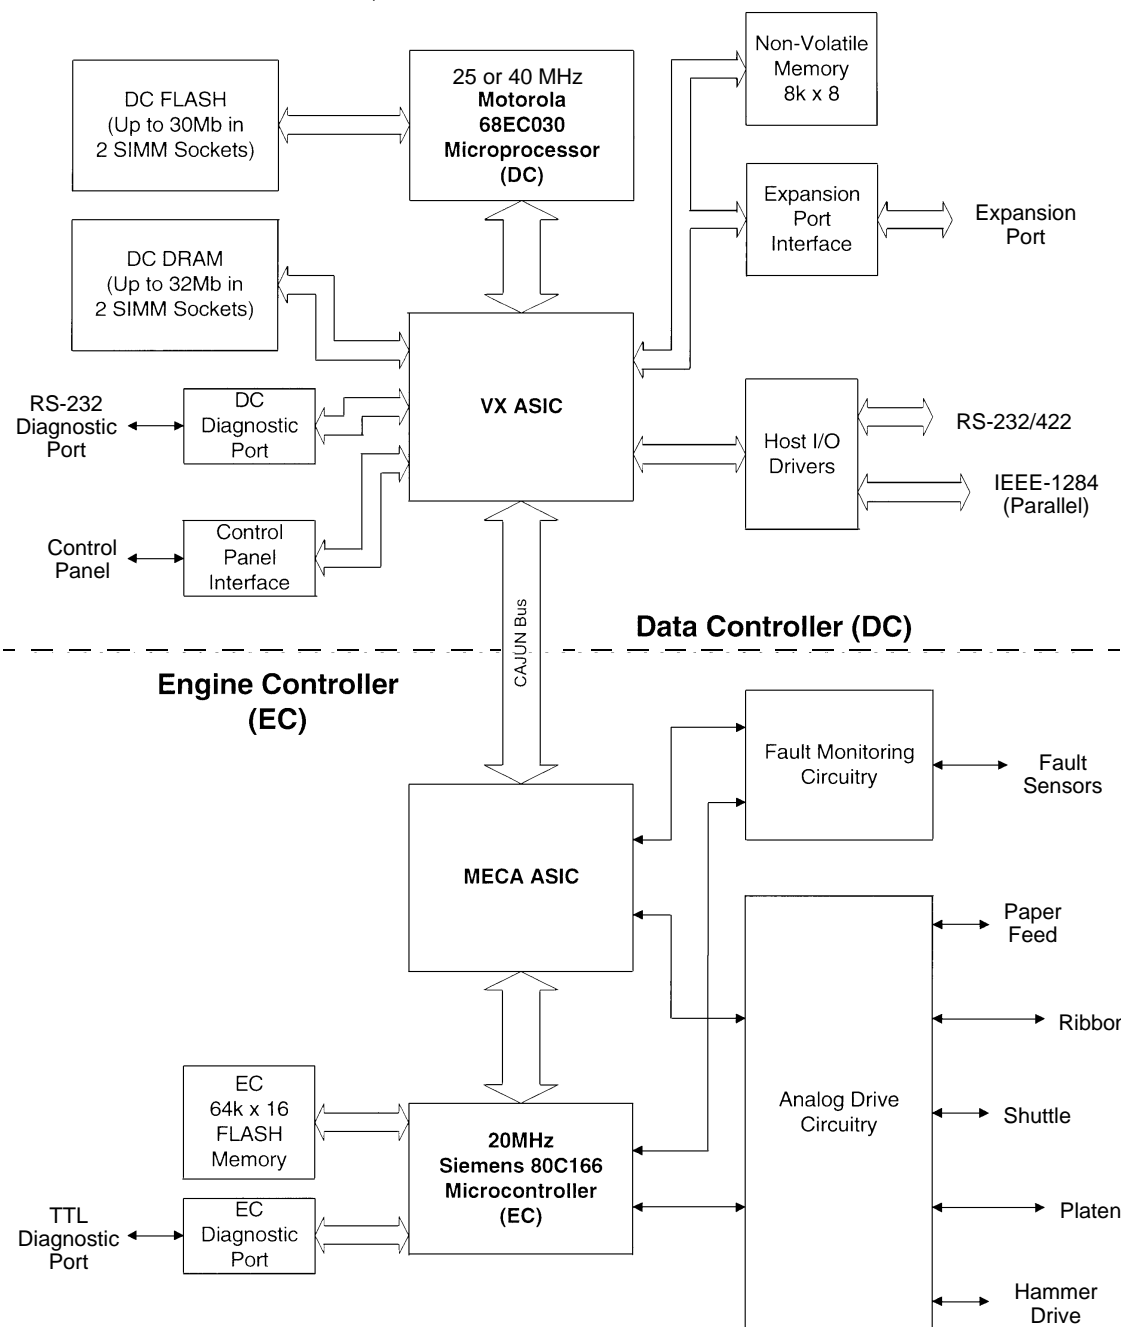 DC FLASH
(Up to 30Mb in
2 SIMM Sockets)
25 or 40 MHz
Motorola
68EC030
Microprocessor
(DC)
Non-Volatile
Memory
8k x 8
Expansion
Port
Interface
Expansion
Port
DC DRAM
(Up to 32Mb in
2 SIMM Sockets)
VX ASIC
RS-232
Diagnostic
Port
DC
Diagnostic
Port
Host I/O
Drivers
RS-232/422
IEEE-1284
(Parallel)
Control
Panel
Control
Panel
Interface
CAJUN Bus
Data Controller (DC)
Engine Controller
(EC)
Fault Monitoring
Circuitry
Fault
Sensors
MECA ASIC
Paper
Feed
Ribbon
Analog Drive
Circuitry
Shuttle
Platen
Hammer
Drive
EC
64k x 16
FLASH
Memory
20MHz
Siemens 80C166
Microcontroller
(EC)
TTL
Diagnostic
Port
EC
Diagnostic
Port